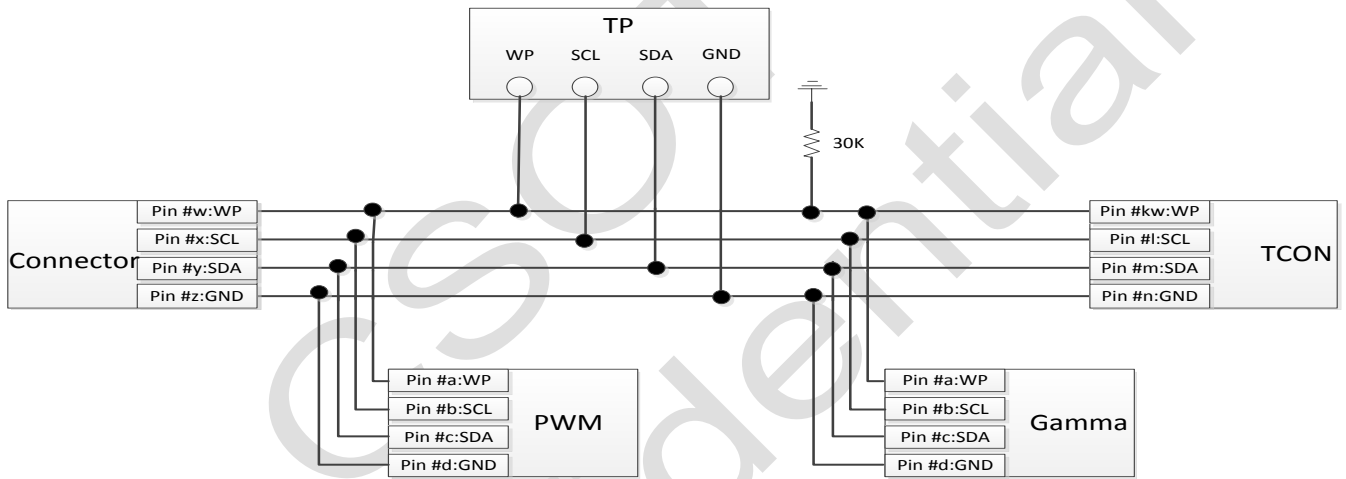 TP
WP SCL SDA GND
30K
Connector
Pin #w:WP
Pin #x:SCL
Pin #y:SDA
Pin #z:GND
Pin #kw:WP
Pin #l:SCL
Pin #m:SDA
Pin #n:GND
TCON
Pin #a:WP
Pin #b:SCL
Pin #c:SDA
Pin #d:GND
PWM
Pin #a:WP
Pin #b:SCL
Pin #c:SDA
Pin #d:GND
Gamma